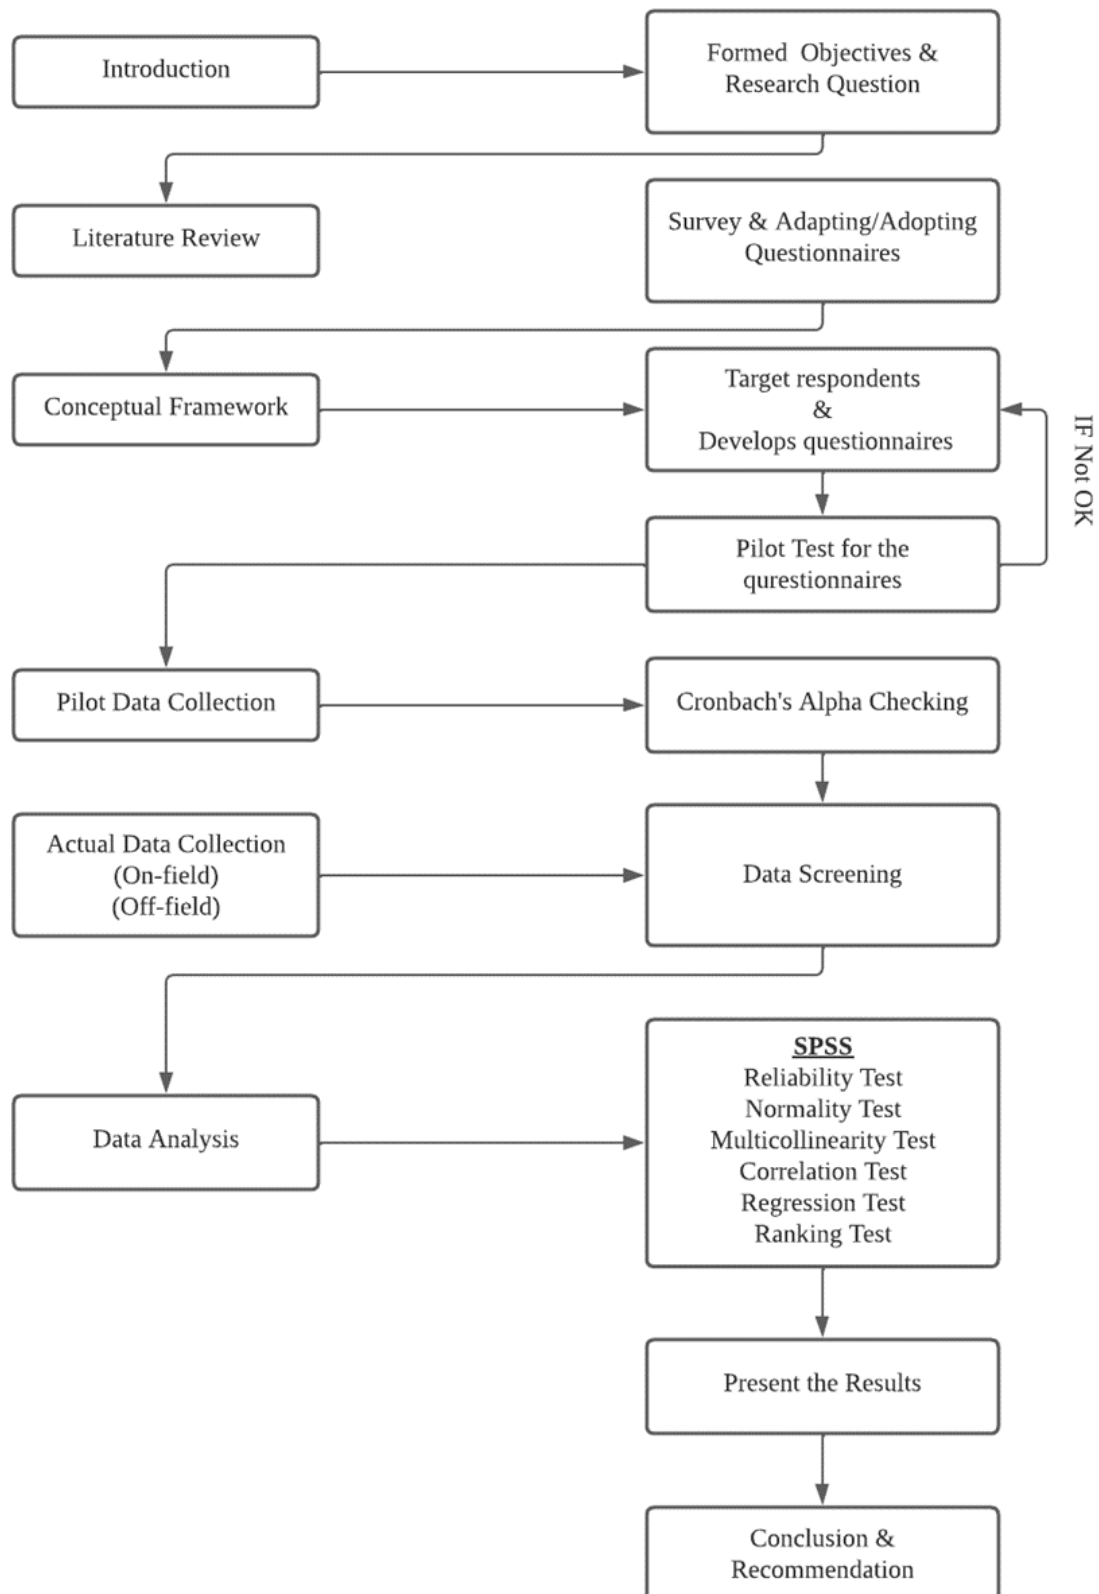 Introduction
Formed Objectives &
Research Question
Literature Review
Survey & Adapting/Adopting
Questionnaires
Conceptual Framework
Target respondents
&
Develops questionnaires
IF Not OK
Pilot Test for the
qurestionnaires
Pilot Data Collection
Cronbach's Alpha Checking
Actual Data Collection
(On-field)
(Off-field)
Data Screening
Data Analysis
SPSS
Reliability Test
Normality Test
Multicollinearity Test
Correlation Test
Regression Test
Ranking Test
Present the Results
Conclusion &
Recommendation